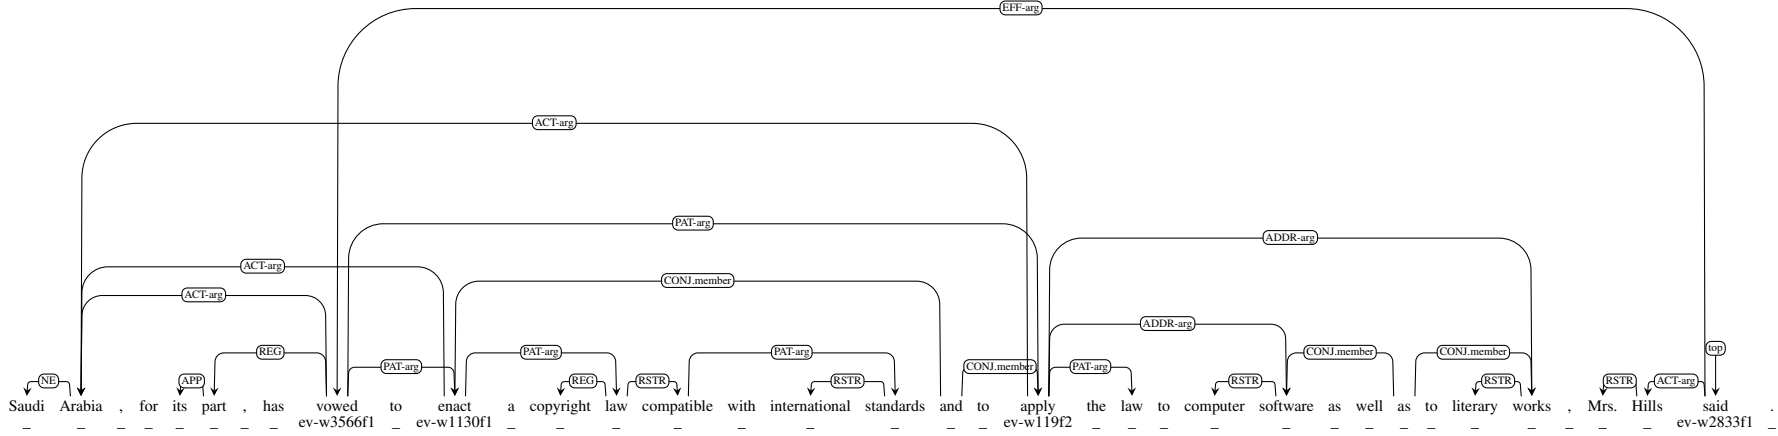 EFF-arg
ACT-arg
PAT-arg
ADDR-arg
ACT-arg
CONJ.member
ACT-arg
ADDR-arg
top
REG PAT-arg PAT-arg CONJ.member CONJ.member
PAT-arg CONJ.member PAT-arg
NE APP REG RSTR RSTR RSTR RSTR RSTR ACT-arg
Saudi Arabia , for its part , has vowed to enact a copyright law compatible with international standards and to apply the law to computer software as well as to literary works , Mrs. Hills said .
_ _ _ _ _ _ _ _ ev-w3566f1 _ ev-w1130f1 _ _ _ _ _ _ _ _ _ ev-w119f2 _ _ _ _ _ _ _ _ _ _ _ _ _ _ ev-w2833f1 _